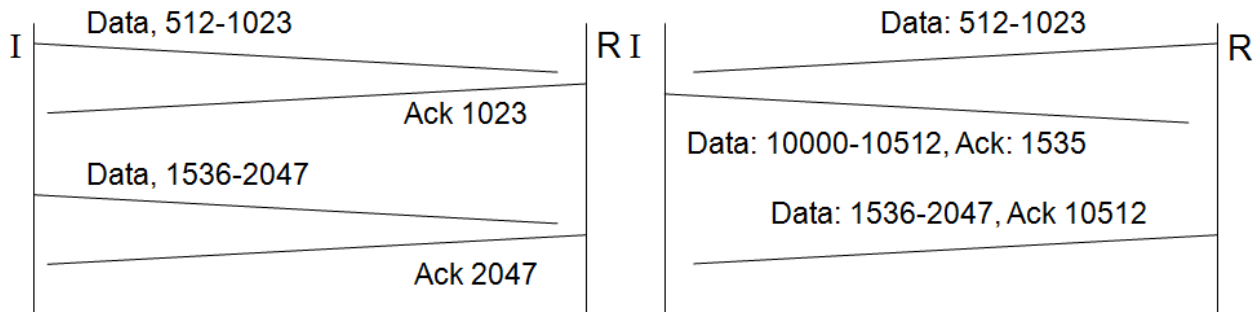 Data, 512-1023
I
R
Ack 1023
Data, 1536-2047
Ack 2047
Data: 512-1023
I
R
Data: 10000-10512, Ack: 1535
Data: 1536-2047, Ack 10512